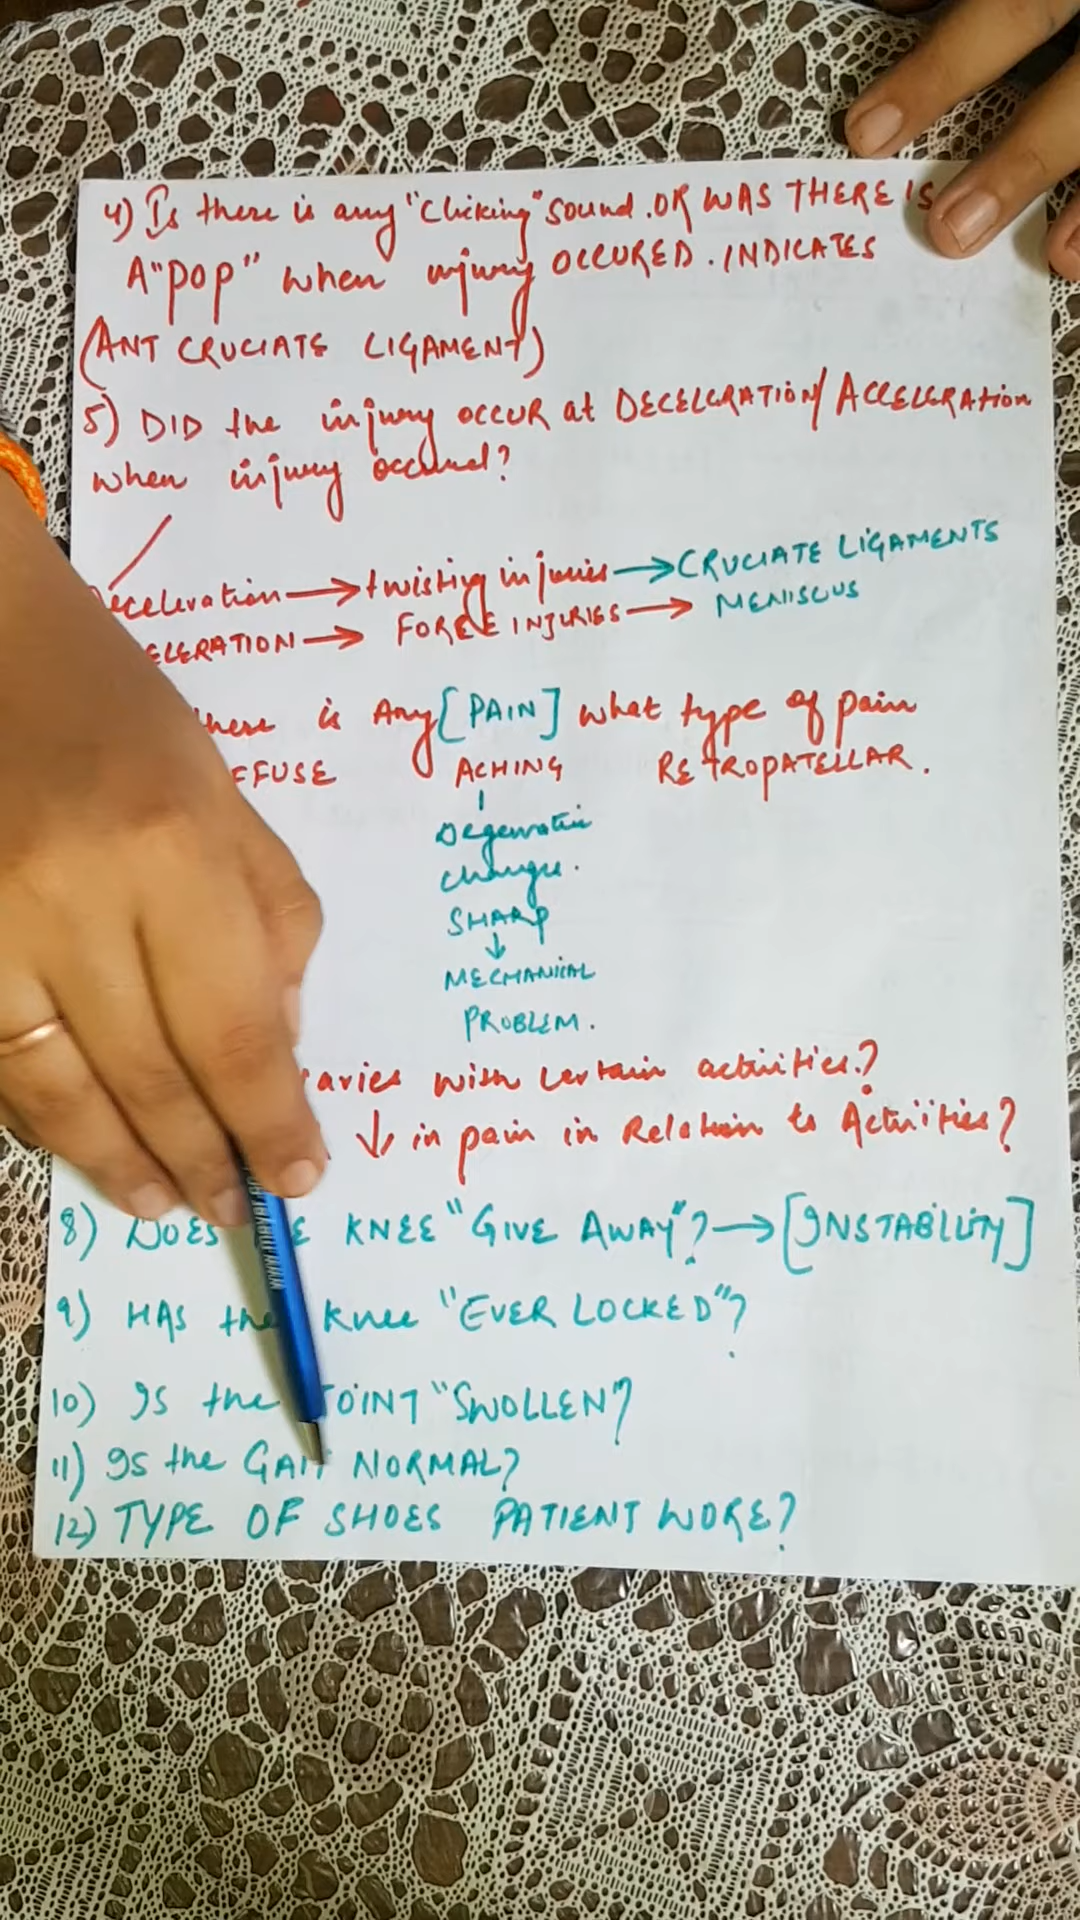 4) Is there is any "Clicking" sound. OR WAS THERE IS
A "POP" when injury OCCURED. INDICATES
(ANT CRUCIATE LIGAMENT)
5) DID the injury OCCUR at DECELERATION/ ACCELERATION
when injury occured?
eceleration → twisting injuries → CRUCIATE LIGAMENTS
ELERATION → FORCE INJURIES → MENISCUS
here is Any [PAIN] what type of pain
FFUSE ACHING RETROPATELLAR.
Degenrative
changes.
SHARP
↓
MECHANICAL
PROBLEM.
aries with certain activities.?
↓ in pain in Relation to Activities?
8) DOES E KNEE "GIVE AWAY"? → [INSTABILITY]
9) HAS the Knee "EVER LOCKED"?
10) Is the JOINT "SWOLLEN?
11) Is the GAIT NORMAL?
12) TYPE OF SHOES PATIENT WORE?